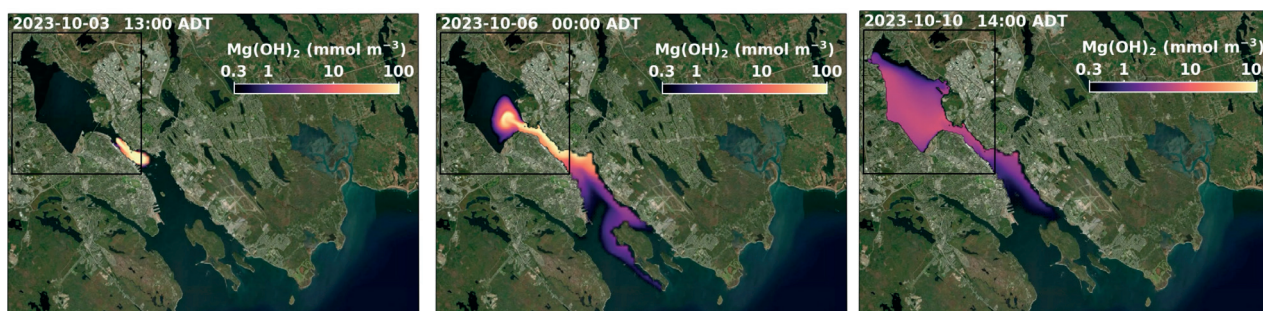 2023-10-03 13:00 ADT
Mg(OH)₂ (mmol m⁻³)
0.3 1 10 100
2023-10-06 00:00 ADT
Mg(OH)₂ (mmol m⁻³)
0.3 1 10 100
2023-10-10 14:00 ADT
Mg(OH)₂ (mmol m⁻³)
0.3 1 10 100